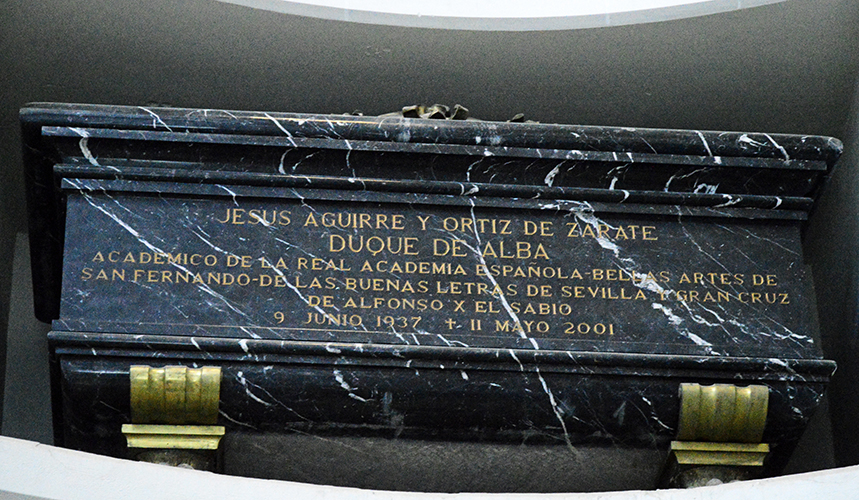 JESUS AGUIRRE Y ORTIZ DE ZARATE
DUQUE DE ALBA
ACADEMICO DE LA REAL ACADEMIA ESPAÑOLA-BELLAS ARTES DE
SAN FERNANDO-DE LAS BUENAS LETRAS DE SEVILLA Y GRAN CRUZ
DE ALFONSO X EL SABIO
9 JUNIO 1937 + 11 MAYO 2001